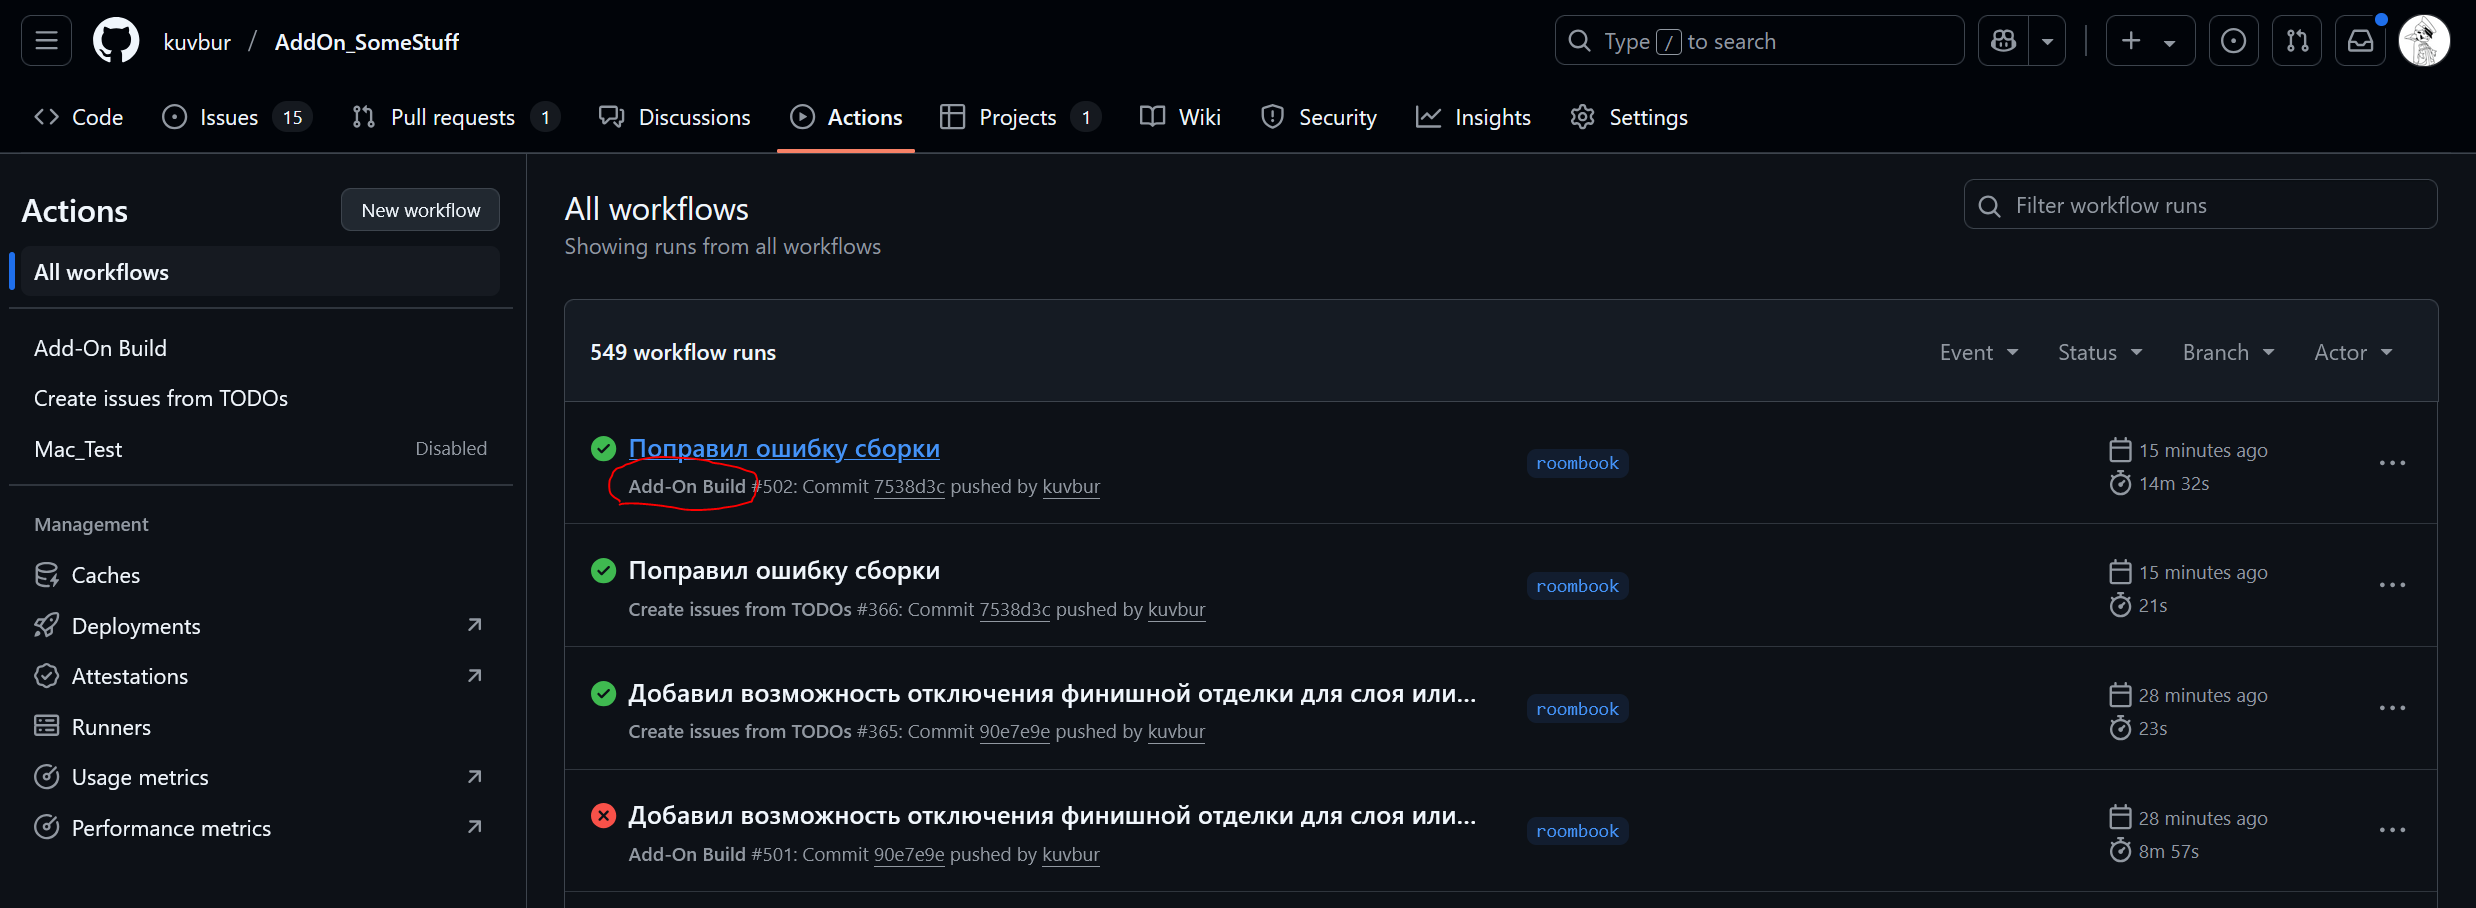 kuvbur / AddOn_SomeStuff
Type / to search
Code
Issues 15
Pull requests 1
Discussions
Actions
Projects 1
Wiki
Security
Insights
Settings
Actions
New workflow
All workflows
Add-On Build
Create issues from TODOs
Mac_Test Disabled
Management
Caches
Deployments
Attestations
Runners
Usage metrics
Performance metrics
All workflows
Showing runs from all workflows
Filter workflow runs
549 workflow runs
Event
Status
Branch
Actor
Поправил ошибку сборки
Add-On Build #502: Commit 7538d3c pushed by kuvbur
roombook
15 minutes ago
14m 32s
Поправил ошибку сборки
Create issues from TODOs #366: Commit 7538d3c pushed by kuvbur
roombook
15 minutes ago
21s
Добавил возможность отключения финишной отделки для слоя или...
Create issues from TODOs #365: Commit 90e7e9e pushed by kuvbur
roombook
28 minutes ago
23s
Добавил возможность отключения финишной отделки для слоя или...
Add-On Build #501: Commit 90e7e9e pushed by kuvbur
roombook
28 minutes ago
8m 57s